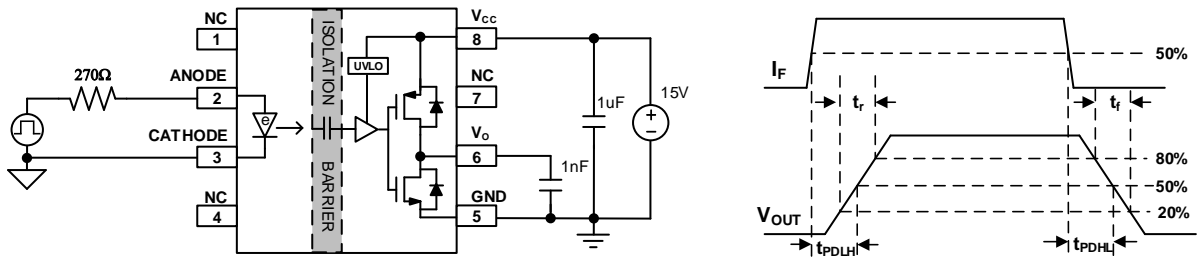 NC
1
270Ω
ANODE
2
e
CATHODE
3
NC
4
ISOLATION
BARRIER
UVLO
VCC
8
NC
7
VO
6
GND
5
1nF
1uF
15V
+
−
IF
50%
tr
tf
80%
50%
20%
VOUT
tPDLH
tPDHL